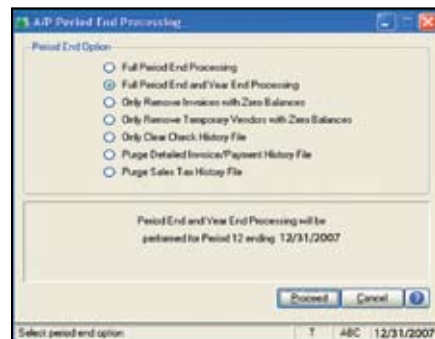 A/P Period End Processing
Period End Option
Full Period End Processing
Full Period End and Year End Processing
Only Remove Invoices with Zero Balances
Only Remove Temporary Vendors with Zero Balances
Only Clear Check History File
Purge Detailed Invoice/Payment History File
Purge Sales Tax History File
Period End and Year End Processing will be
performed for Period 12 ending 12/31/2007
Proceed Cancel ?
Select period end option T ABC 12/31/2007